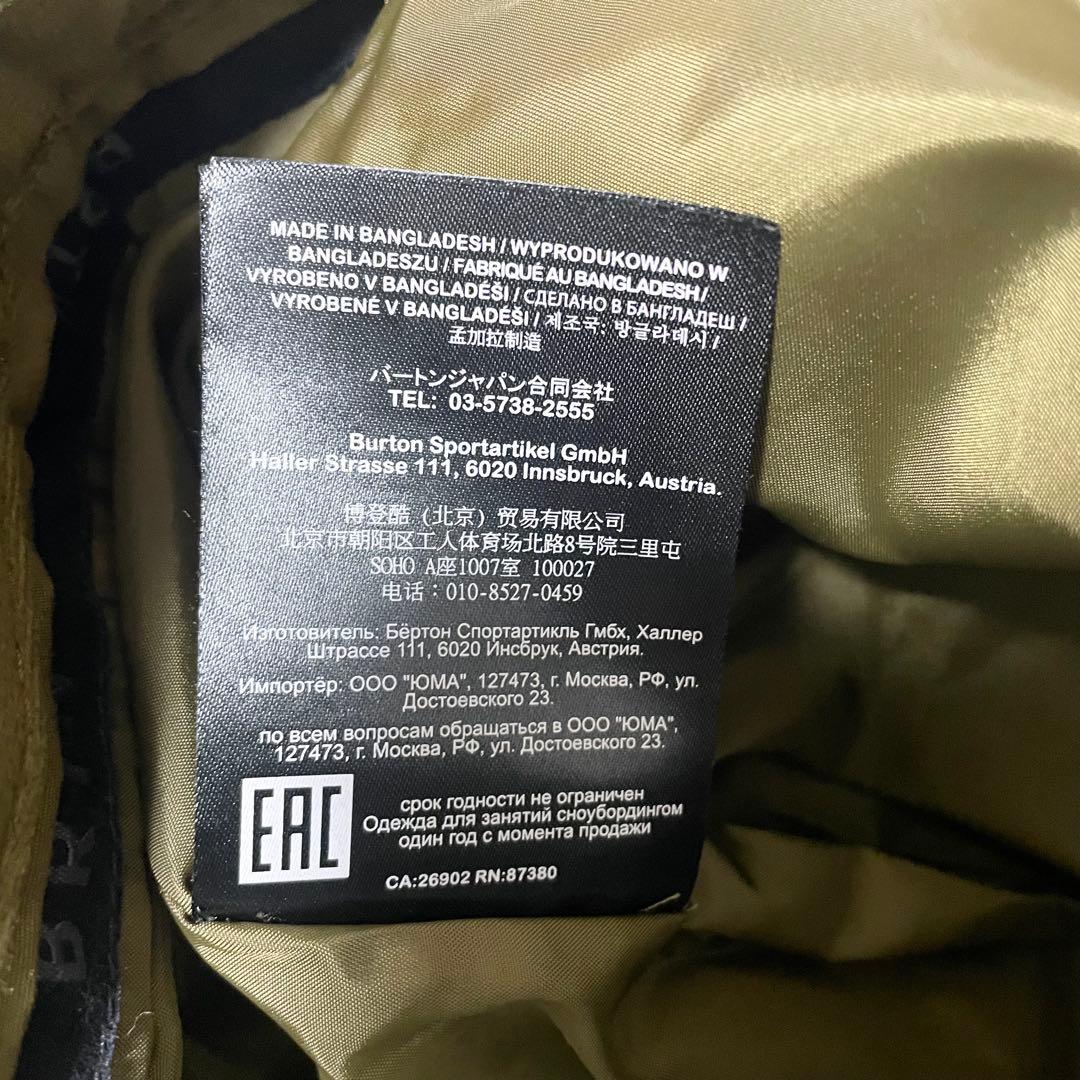 MADE IN BANGLADESH / WYPRODUKOWANO W
BANGLADESZU / FABRIQUÉ AU BANGLADESH /
VYROBENO V BANGLADÉŠI / СДЕЛАНО В БАНГЛАДЕШ /
VYROBENÉ V BANGLADÉŠI / 제조국: 방글라데시 /
孟加拉制造
バートンジャパン合同会社
TEL: 03-5738-2555
Burton Sportartikel GmbH
Haller Strasse 111, 6020 Innsbruck, Austria.
博登酷 (北京) 贸易有限公司
北京市朝阳区工人体育场北路8号院三里屯
SOHO A座1007室 100027
电话：010-8527-0459
Изготовитель: Бёртон Спортартикль Гмбх, Халлер
Штрассе 111, 6020 Инсбрук, Австрия.
Импортёр: ООО "ЮМА", 127473, г. Москва, РФ, ул.
Достоевского 23.
по всем вопросам обращаться в ООО "ЮМА",
127473, г. Москва, РФ, ул. Достоевского 23.
EAC
срок годности не ограничен
Одежда для занятий сноубордингом
один год с момента продажи
CA:26902 RN:87380